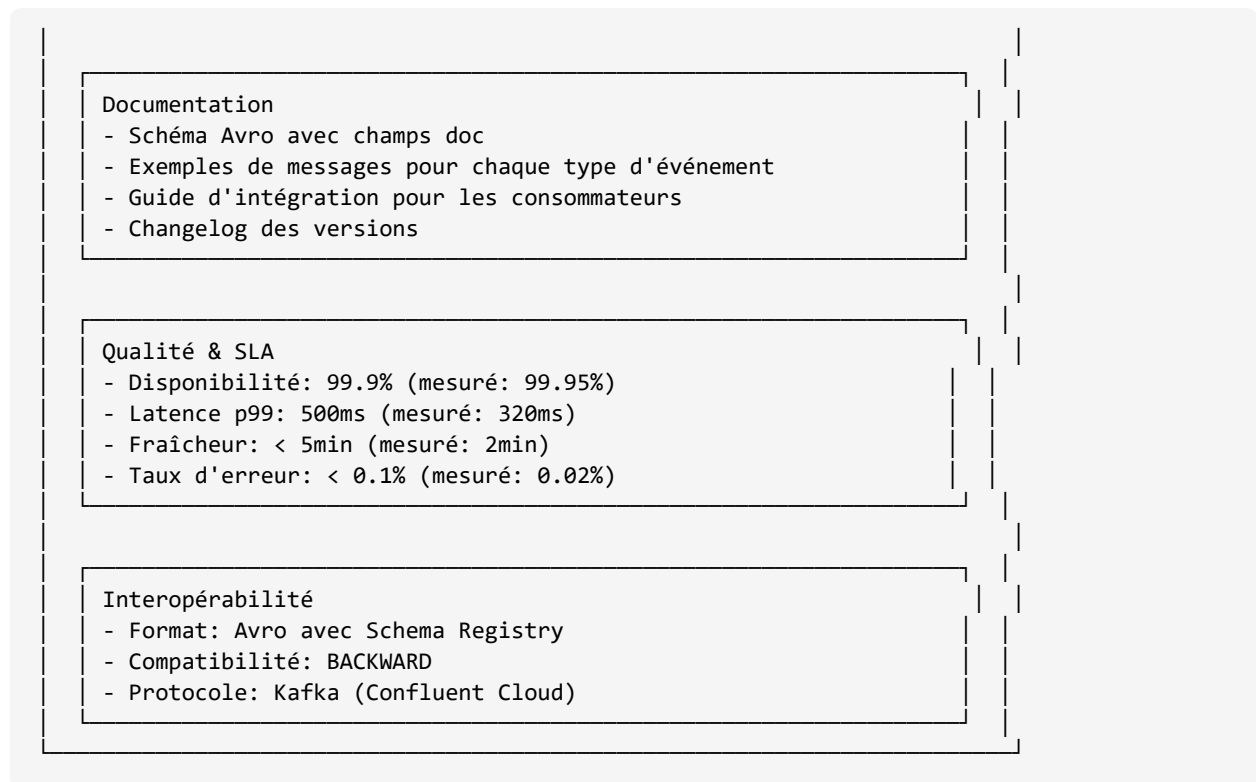 Documentation
- Schéma Avro avec champs doc
- Exemples de messages pour chaque type d'événement
- Guide d'intégration pour les consommateurs
- Changelog des versions
Qualité & SLA
- Disponibilité: 99.9% (mesuré: 99.95%)
- Latence p99: 500ms (mesuré: 320ms)
- Fraîcheur: < 5min (mesuré: 2min)
- Taux d'erreur: < 0.1% (mesuré: 0.02%)
Interopérabilité
- Format: Avro avec Schema Registry
- Compatibilité: BACKWARD
- Protocole: Kafka (Confluent Cloud)